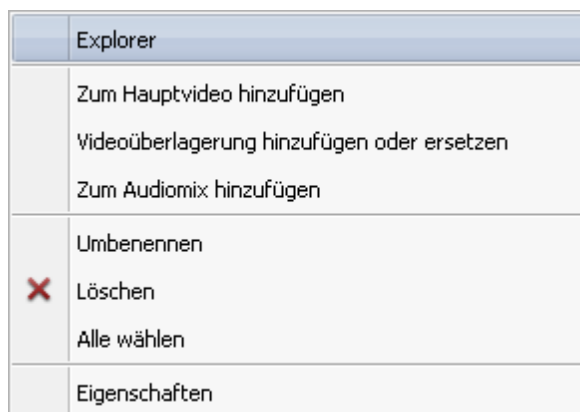 Explorer
Zum Hauptvideo hinzufügen
Videoüberlagerung hinzufügen oder ersetzen
Zum Audiomix hinzufügen
Umbenennen
Löschen
Alle wählen
Eigenschaften